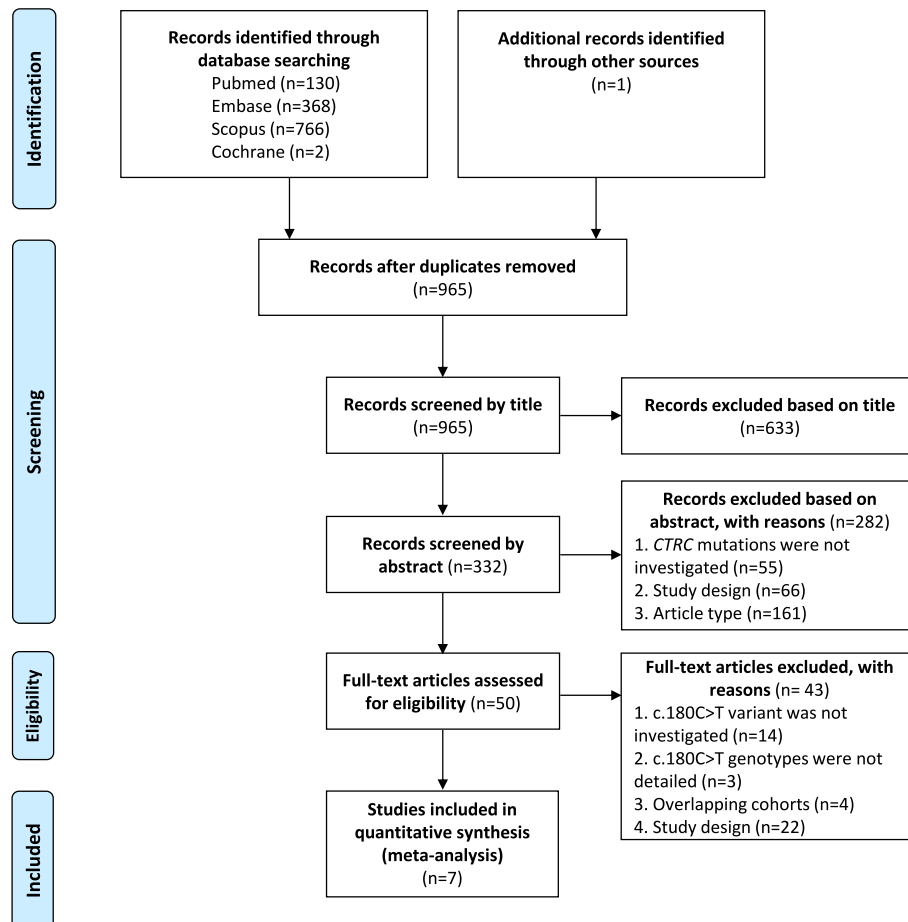 Identification
Records identified through
database searching
Pubmed (n=130)
Embase (n=368)
Scopus (n=766)
Cochrane (n=2)
Additional records identified
through other sources
(n=1)
Screening
Records after duplicates removed
(n=965)
Records screened by title
(n=965)
Records excluded based on title
(n=633)
Records screened by
abstract (n=332)
Records excluded based on
abstract, with reasons (n=282)
1. CTRC mutations were not
investigated (n=55)
2. Study design (n=66)
3. Article type (n=161)
Eligibility
Full-text articles assessed
for eligibility (n=50)
Full-text articles excluded, with
reasons (n= 43)
1. c.180C>T variant was not
investigated (n=14)
2. c.180C>T genotypes were not
detailed (n=3)
3. Overlapping cohorts (n=4)
4. Study design (n=22)
Included
Studies included in
quantitative synthesis
(meta-analysis)
(n=7)